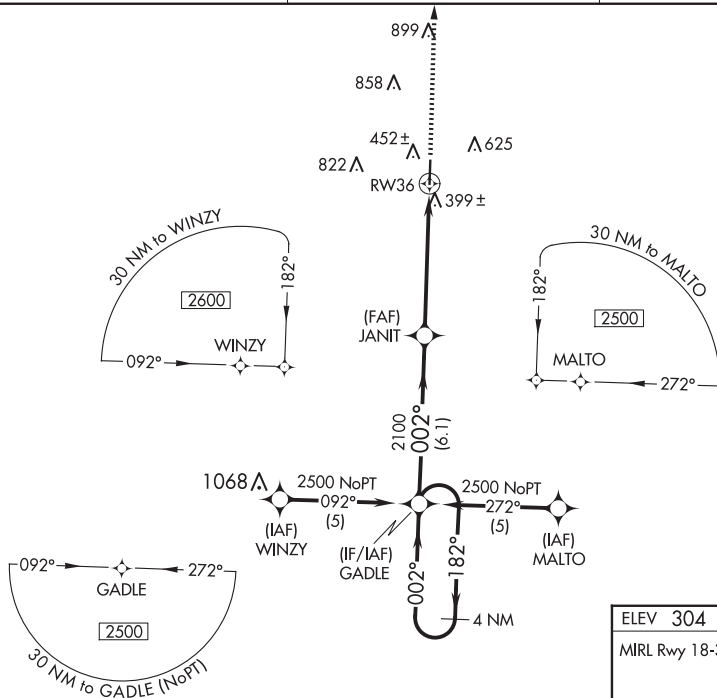 899
858
452 ±
625
822
RW36
399 ±
30 NM to WINZY
182°
2600
WINZY
092°
30 NM to MALTO
182°
2500
MALTO
272°
(FAF)
JANIT
2100
002°
(6.1)
1068
2500 NoPT
092°
(5)
2500 NoPT
272°
(5)
(IAF)
WINZY
(IF/IAF)
GADLE
(IAF)
MALTO
002°
182°
4 NM
092°
272°
GADLE
2500
30 NM to GADLE (NoPT)
ELEV 304
MIRL Rwy 18-3